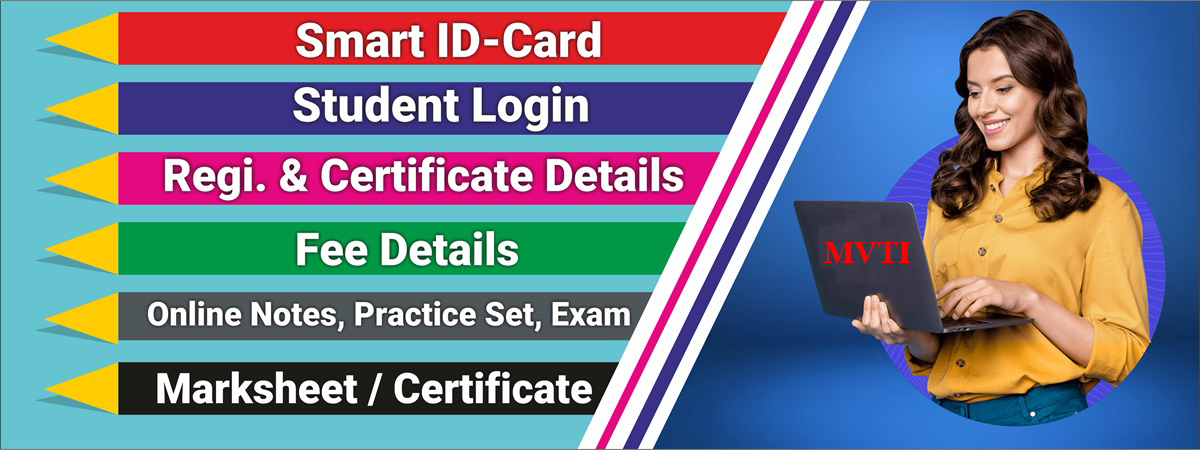 Smart ID-Card
Student Login
Regi. & Certificate Details
Fee Details
Online Notes, Practice Set, Exam
Marksheet / Certificate
MVTI